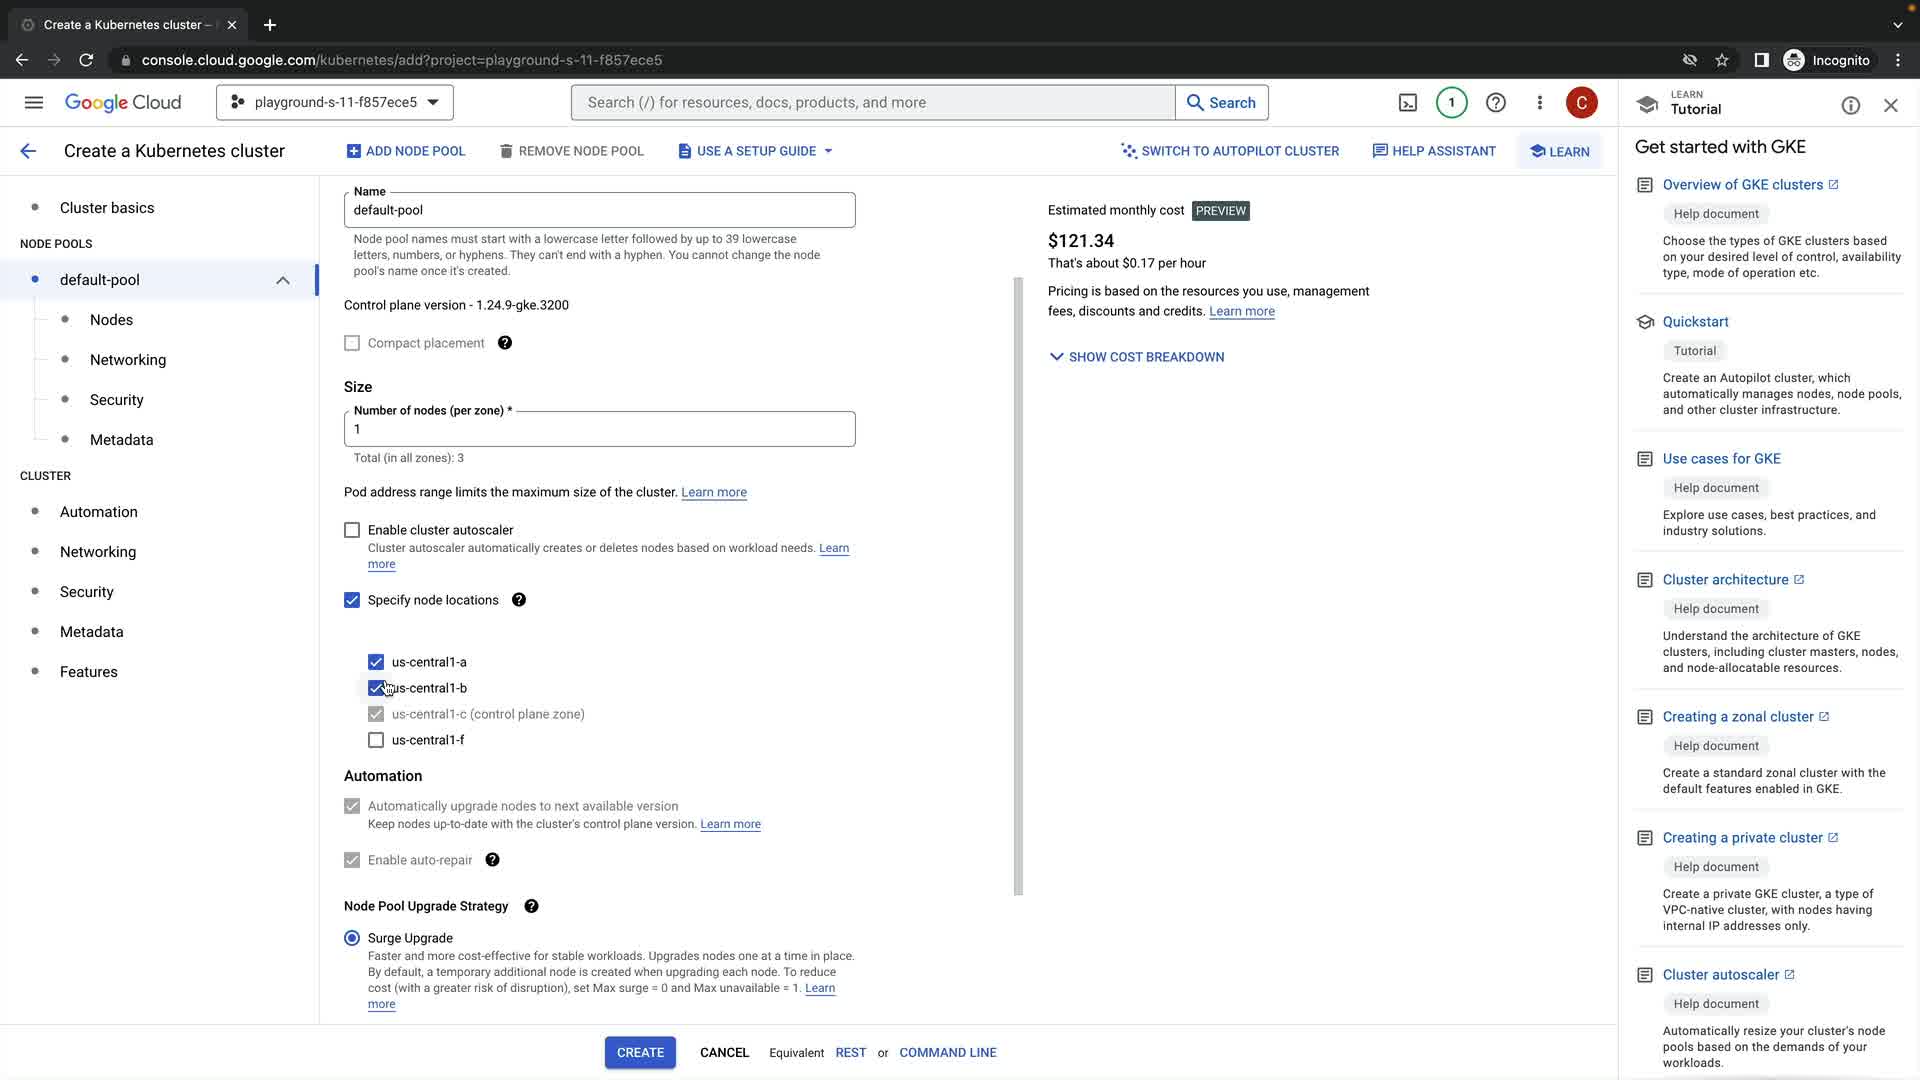 Create a Kubernetes cluster –
console.cloud.google.com/kubernetes/add?project=playground-s-11-f857ece5
Incognito
Google Cloud
playground-s-11-f857ece5
Search (/) for resources, docs, products, and more
Search
1
C
LEARN
Tutorial
Create a Kubernetes cluster
ADD NODE POOL
REMOVE NODE POOL
USE A SETUP GUIDE
SWITCH TO AUTOPILOT CLUSTER
HELP ASSISTANT
LEARN
Cluster basics
NODE POOLS
default-pool
Nodes
Networking
Security
Metadata
CLUSTER
Automation
Networking
Security
Metadata
Features
Name
default-pool
Node pool names must start with a lowercase letter followed by up to 39 lowercase
letters, numbers, or hyphens. They can't end with a hyphen. You cannot change the node
pool's name once it's created.
Control plane version - 1.24.9-gke.3200
Compact placement
Size
Number of nodes (per zone) *
1
Total (in all zones): 3
Pod address range limits the maximum size of the cluster. Learn more
Enable cluster autoscaler
Cluster autoscaler automatically creates or deletes nodes based on workload needs. Learn
more
Specify node locations
us-central1-a
us-central1-b
us-central1-c (control plane zone)
us-central1-f
Automation
Automatically upgrade nodes to next available version
Keep nodes up-to-date with the cluster's control plane version. Learn more
Enable auto-repair
Node Pool Upgrade Strategy
Surge Upgrade
Faster and more cost-effective for stable workloads. Upgrades nodes one at a time in place.
By default, a temporary additional node is created when upgrading each node. To reduce
cost (with a greater risk of disruption), set Max surge = 0 and Max unavailable = 1. Learn
more
CREATE
CANCEL
Equivalent REST or COMMAND LINE
Estimated monthly cost PREVIEW
$121.34
That's about $0.17 per hour
Pricing is based on the resources you use, management
fees, discounts and credits. Learn more
SHOW COST BREAKDOWN
Get started with GKE
Overview of GKE clusters
Help document
Choose the types of GKE clusters based
on your desired level of control, availability
type, mode of operation etc.
Quickstart
Tutorial
Create an Autopilot cluster, which
automatically manages nodes, node pools,
and other cluster infrastructure.
Use cases for GKE
Help document
Explore use cases, best practices, and
industry solutions.
Cluster architecture
Help document
Understand the architecture of GKE
clusters, including cluster masters, nodes,
and node-allocatable resources.
Creating a zonal cluster
Help document
Create a standard zonal cluster with the
default features enabled in GKE.
Creating a private cluster
Help document
Create a private GKE cluster, a type of
VPC-native cluster, with nodes having
internal IP addresses only.
Cluster autoscaler
Help document
Automatically resize your cluster's node
pools based on the demands of your
workloads.